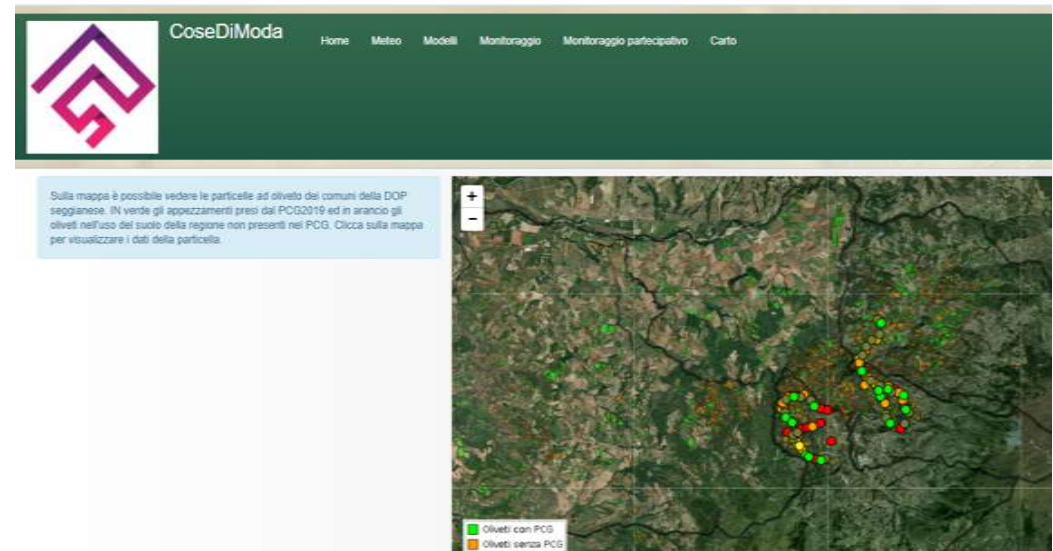 CoseDiModa
Home Meteo Modelli Monitoraggio Monitoraggio partecipativo Carto
Sulla mappa è possibile vedere le particelle ad oliveto dei comuni della DOP
seggianese. IN verde gli appezzamenti presi dal PCG2019 ed in arancio gli
oliveti nell'uso del suolo della regione non presenti nei PCG. Clicca sulla mappa
per visualizzare i dati della particella.
+
−
Oliveti con PCG
Oliveti senza PCG